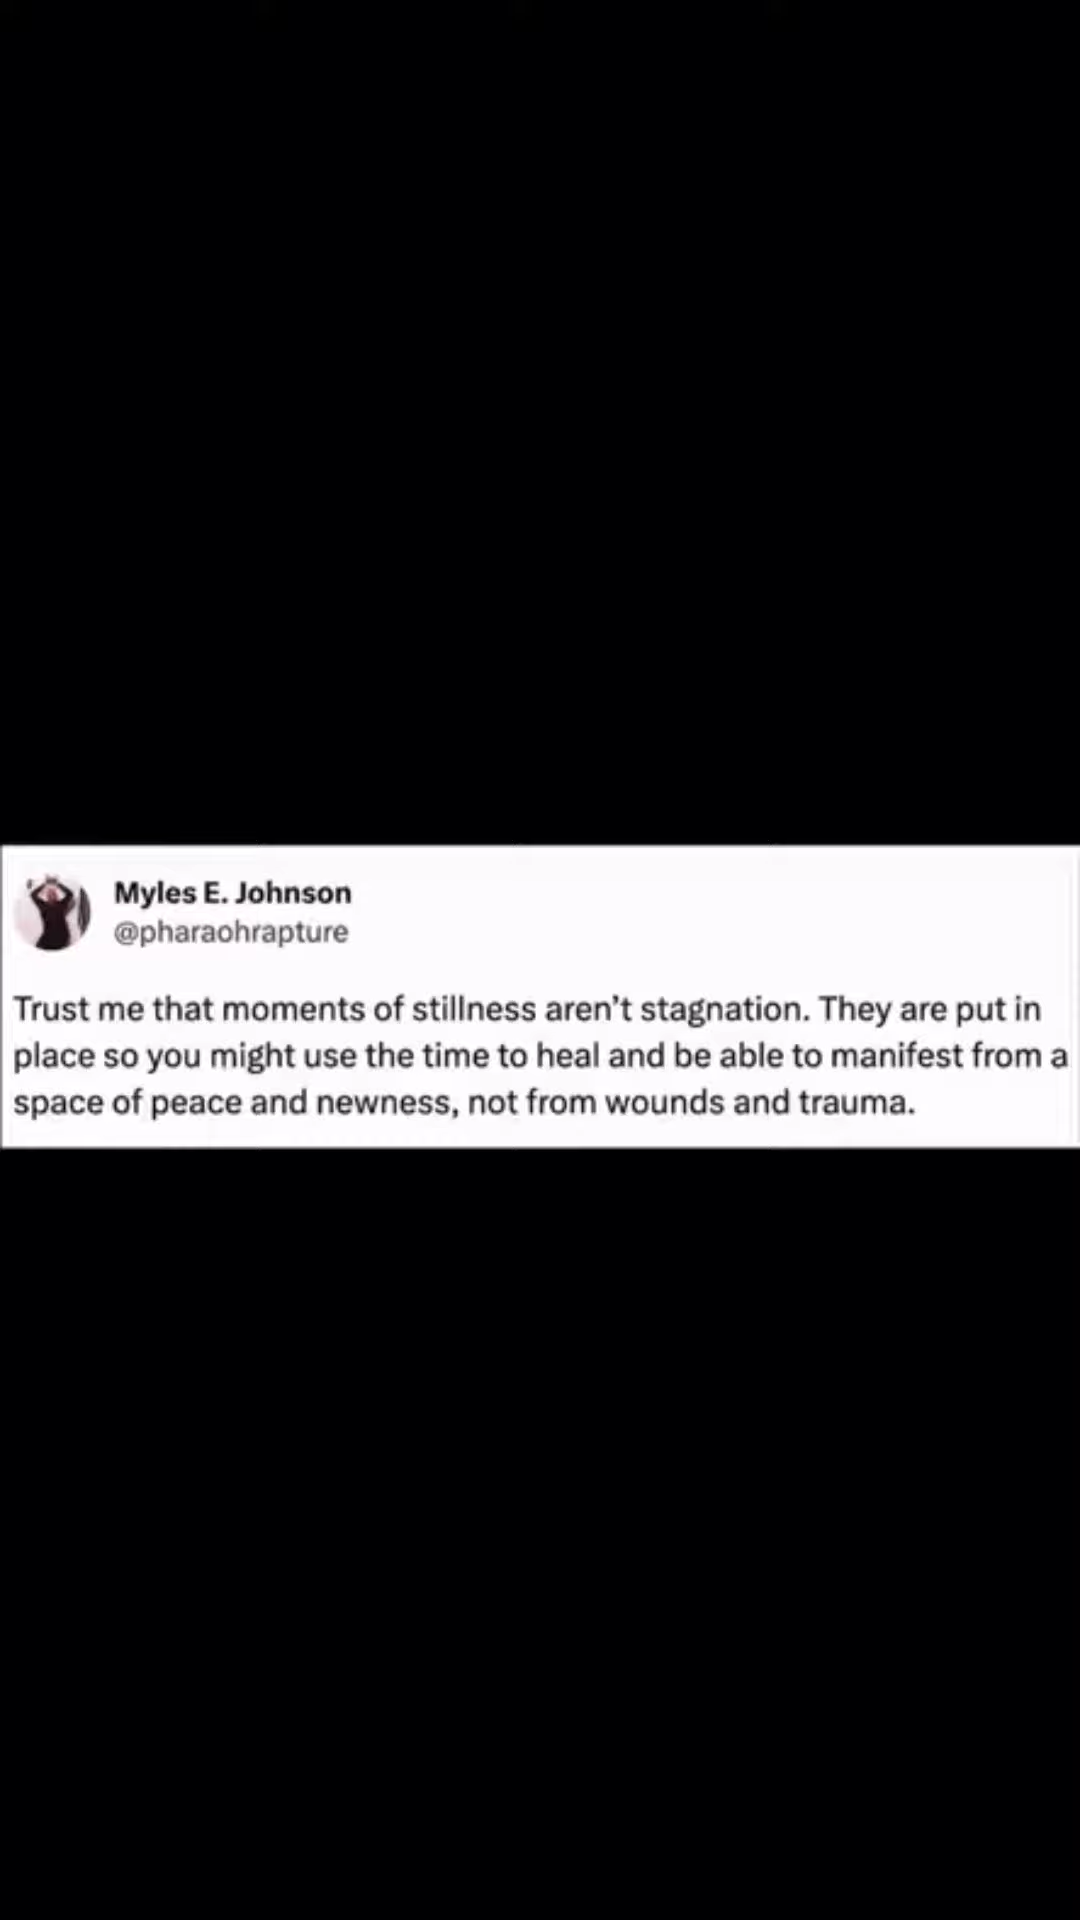 Myles E. Johnson
@pharaohrapture
Trust me that moments of stillness aren’t stagnation. They are put in
place so you might use the time to heal and be able to manifest from a
space of peace and newness, not from wounds and trauma.